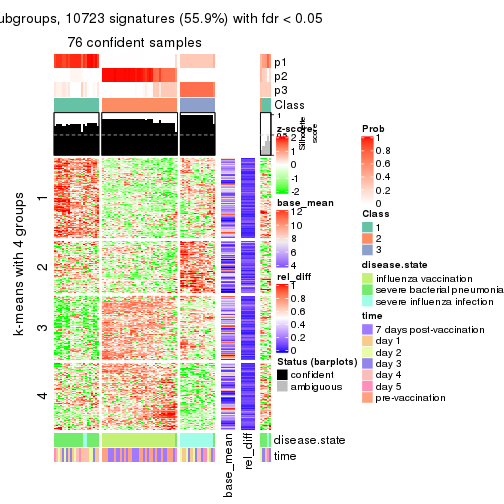 ubgroups, 10723 signatures (55.9%) with fdr < 0.05
76 confident samples
p1
p2
p3
Class
1
Silhouette
score
z-score
2
1
0
-1
-2
base_mean
12
10
8
6
4
rel_diff
1
0.8
0.6
0.4
0.2
0
Status (barplots)
confident
ambiguous
k-means with 4 groups
1
2
3
4
disease.state
time
base_mean
rel_diff
Prob
1
0.8
0.6
0.4
0.2
0
Class
1
2
3
disease.state
influenza vaccination
severe bacterial pneumonia
severe influenza infection
time
7 days post-vaccination
day 1
day 2
day 3
day 4
day 5
pre-vaccination